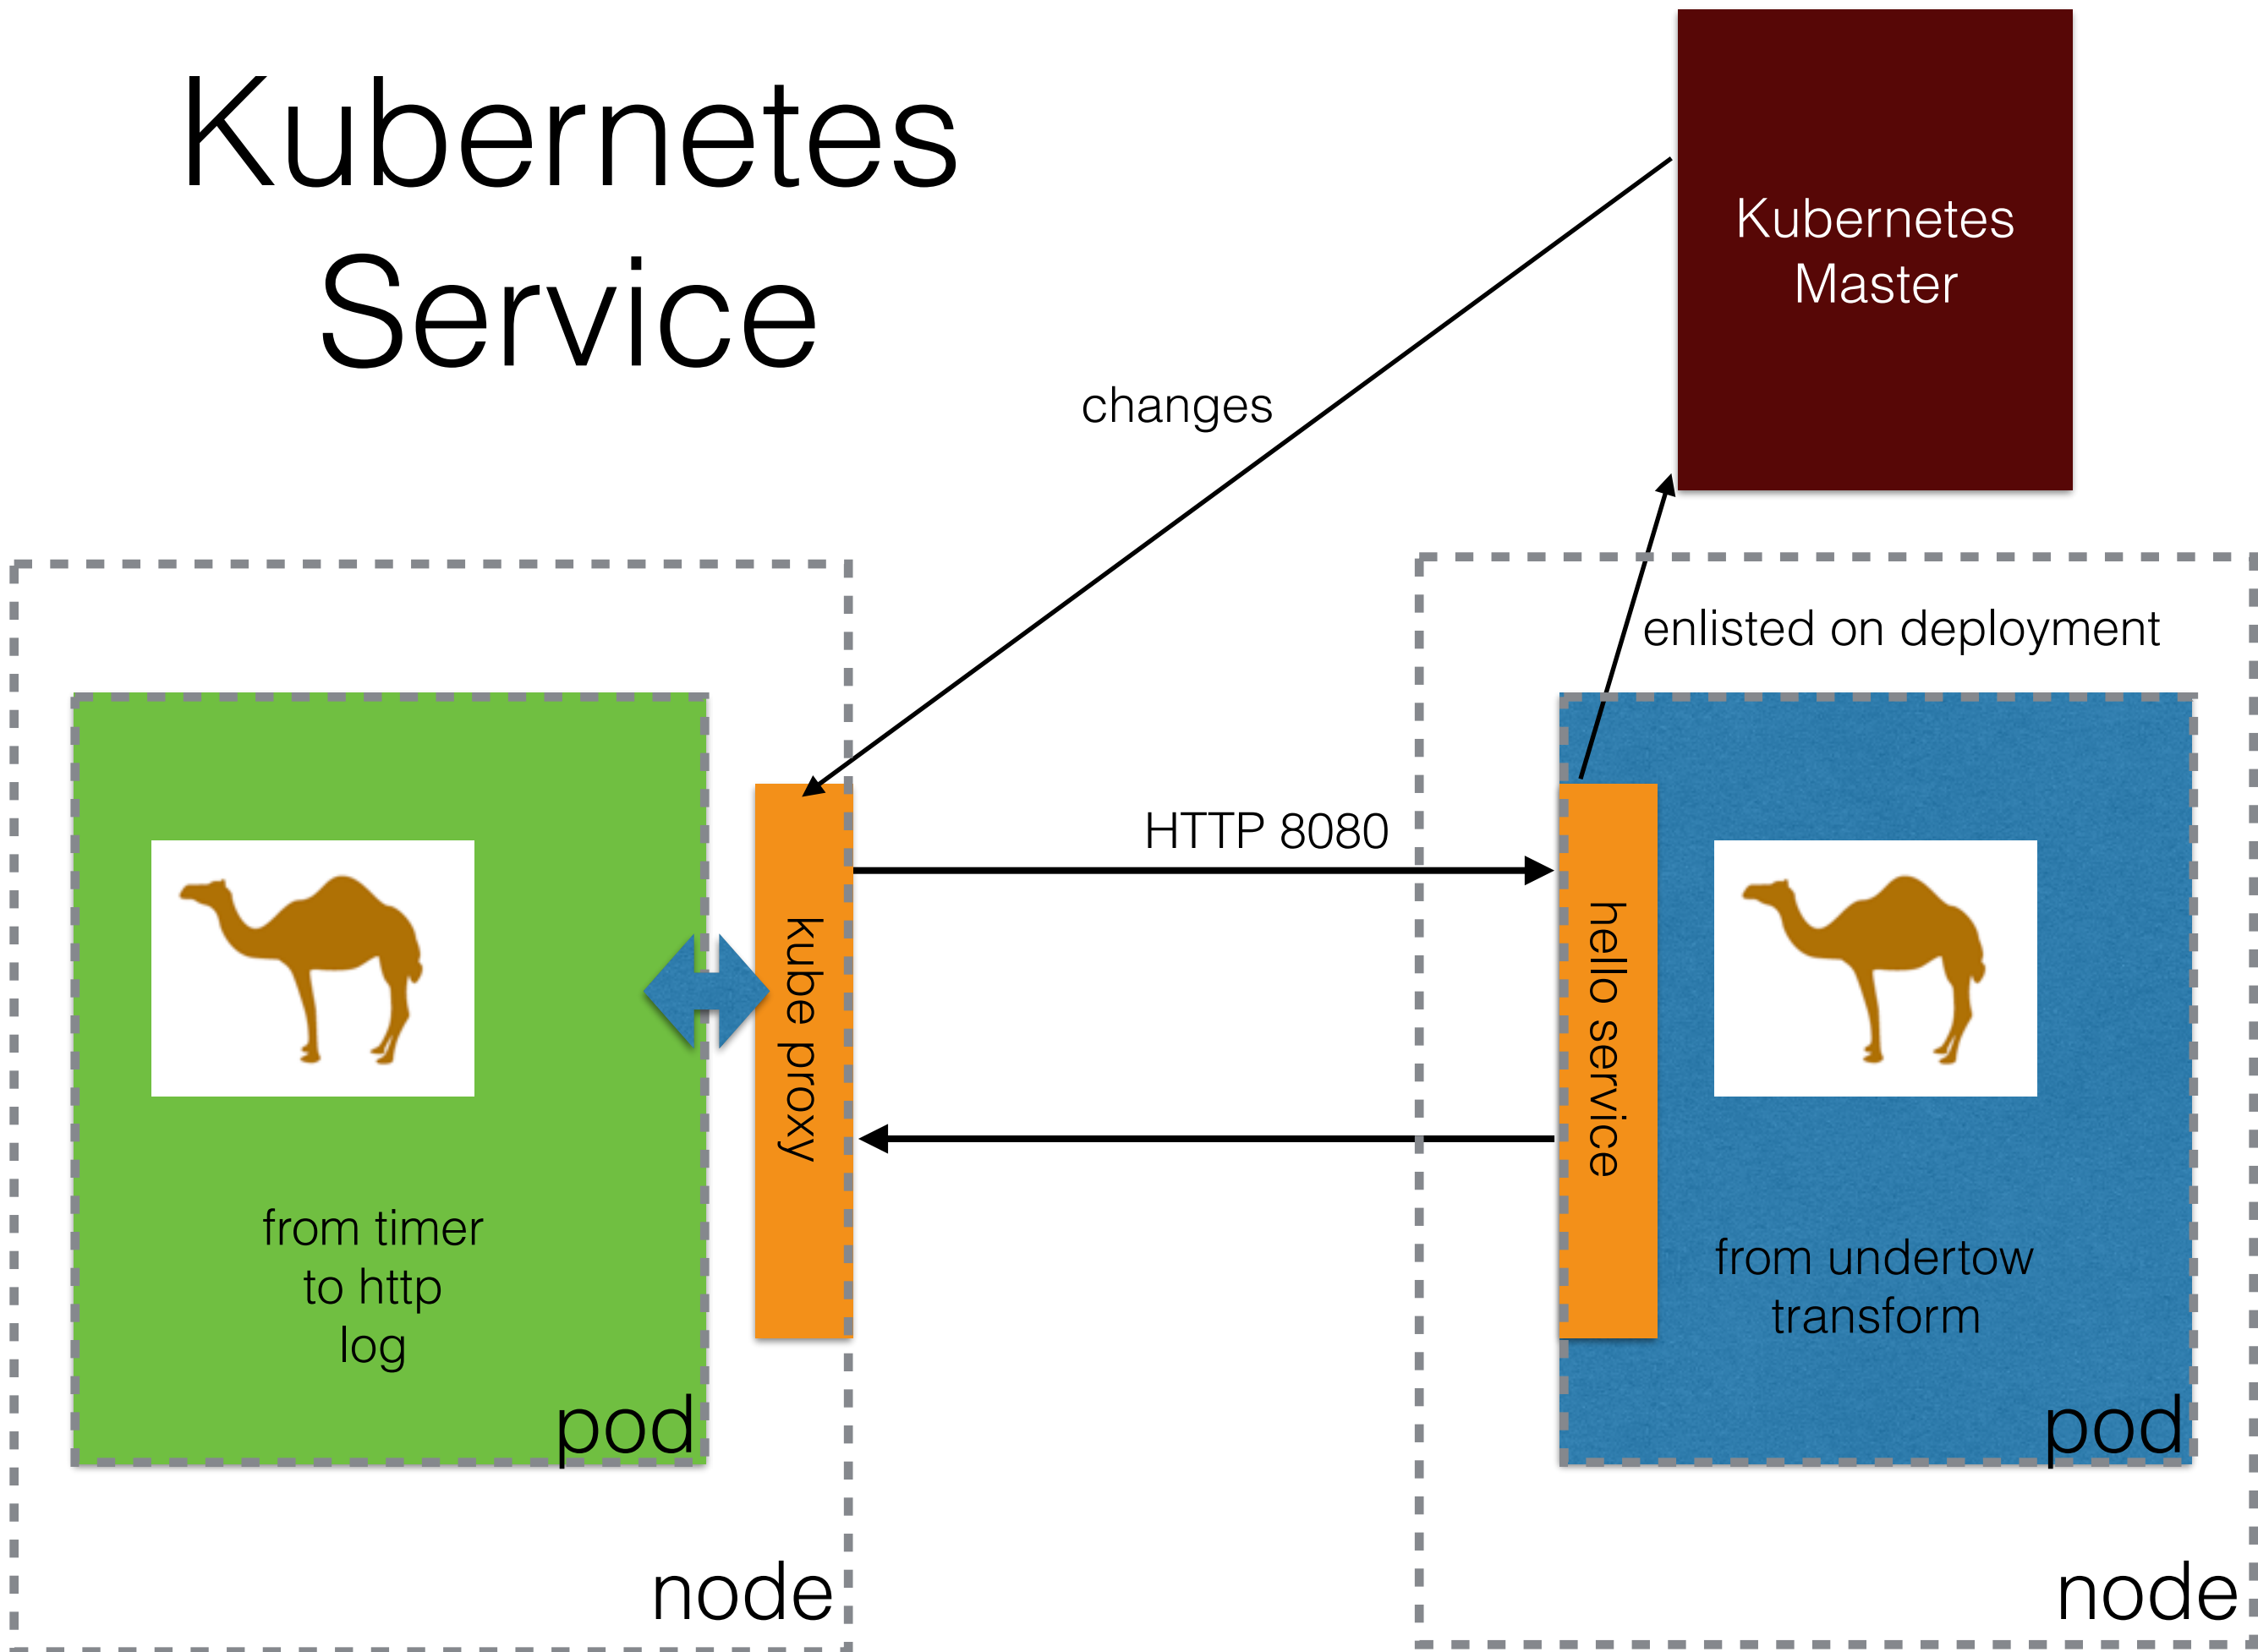 Kubernetes
Service
Kubernetes
Master
changes
enlisted on deployment
HTTP 8080
kube proxy
hello service
from timer
to http
log
pod
node
from undertow
transform
pod
node